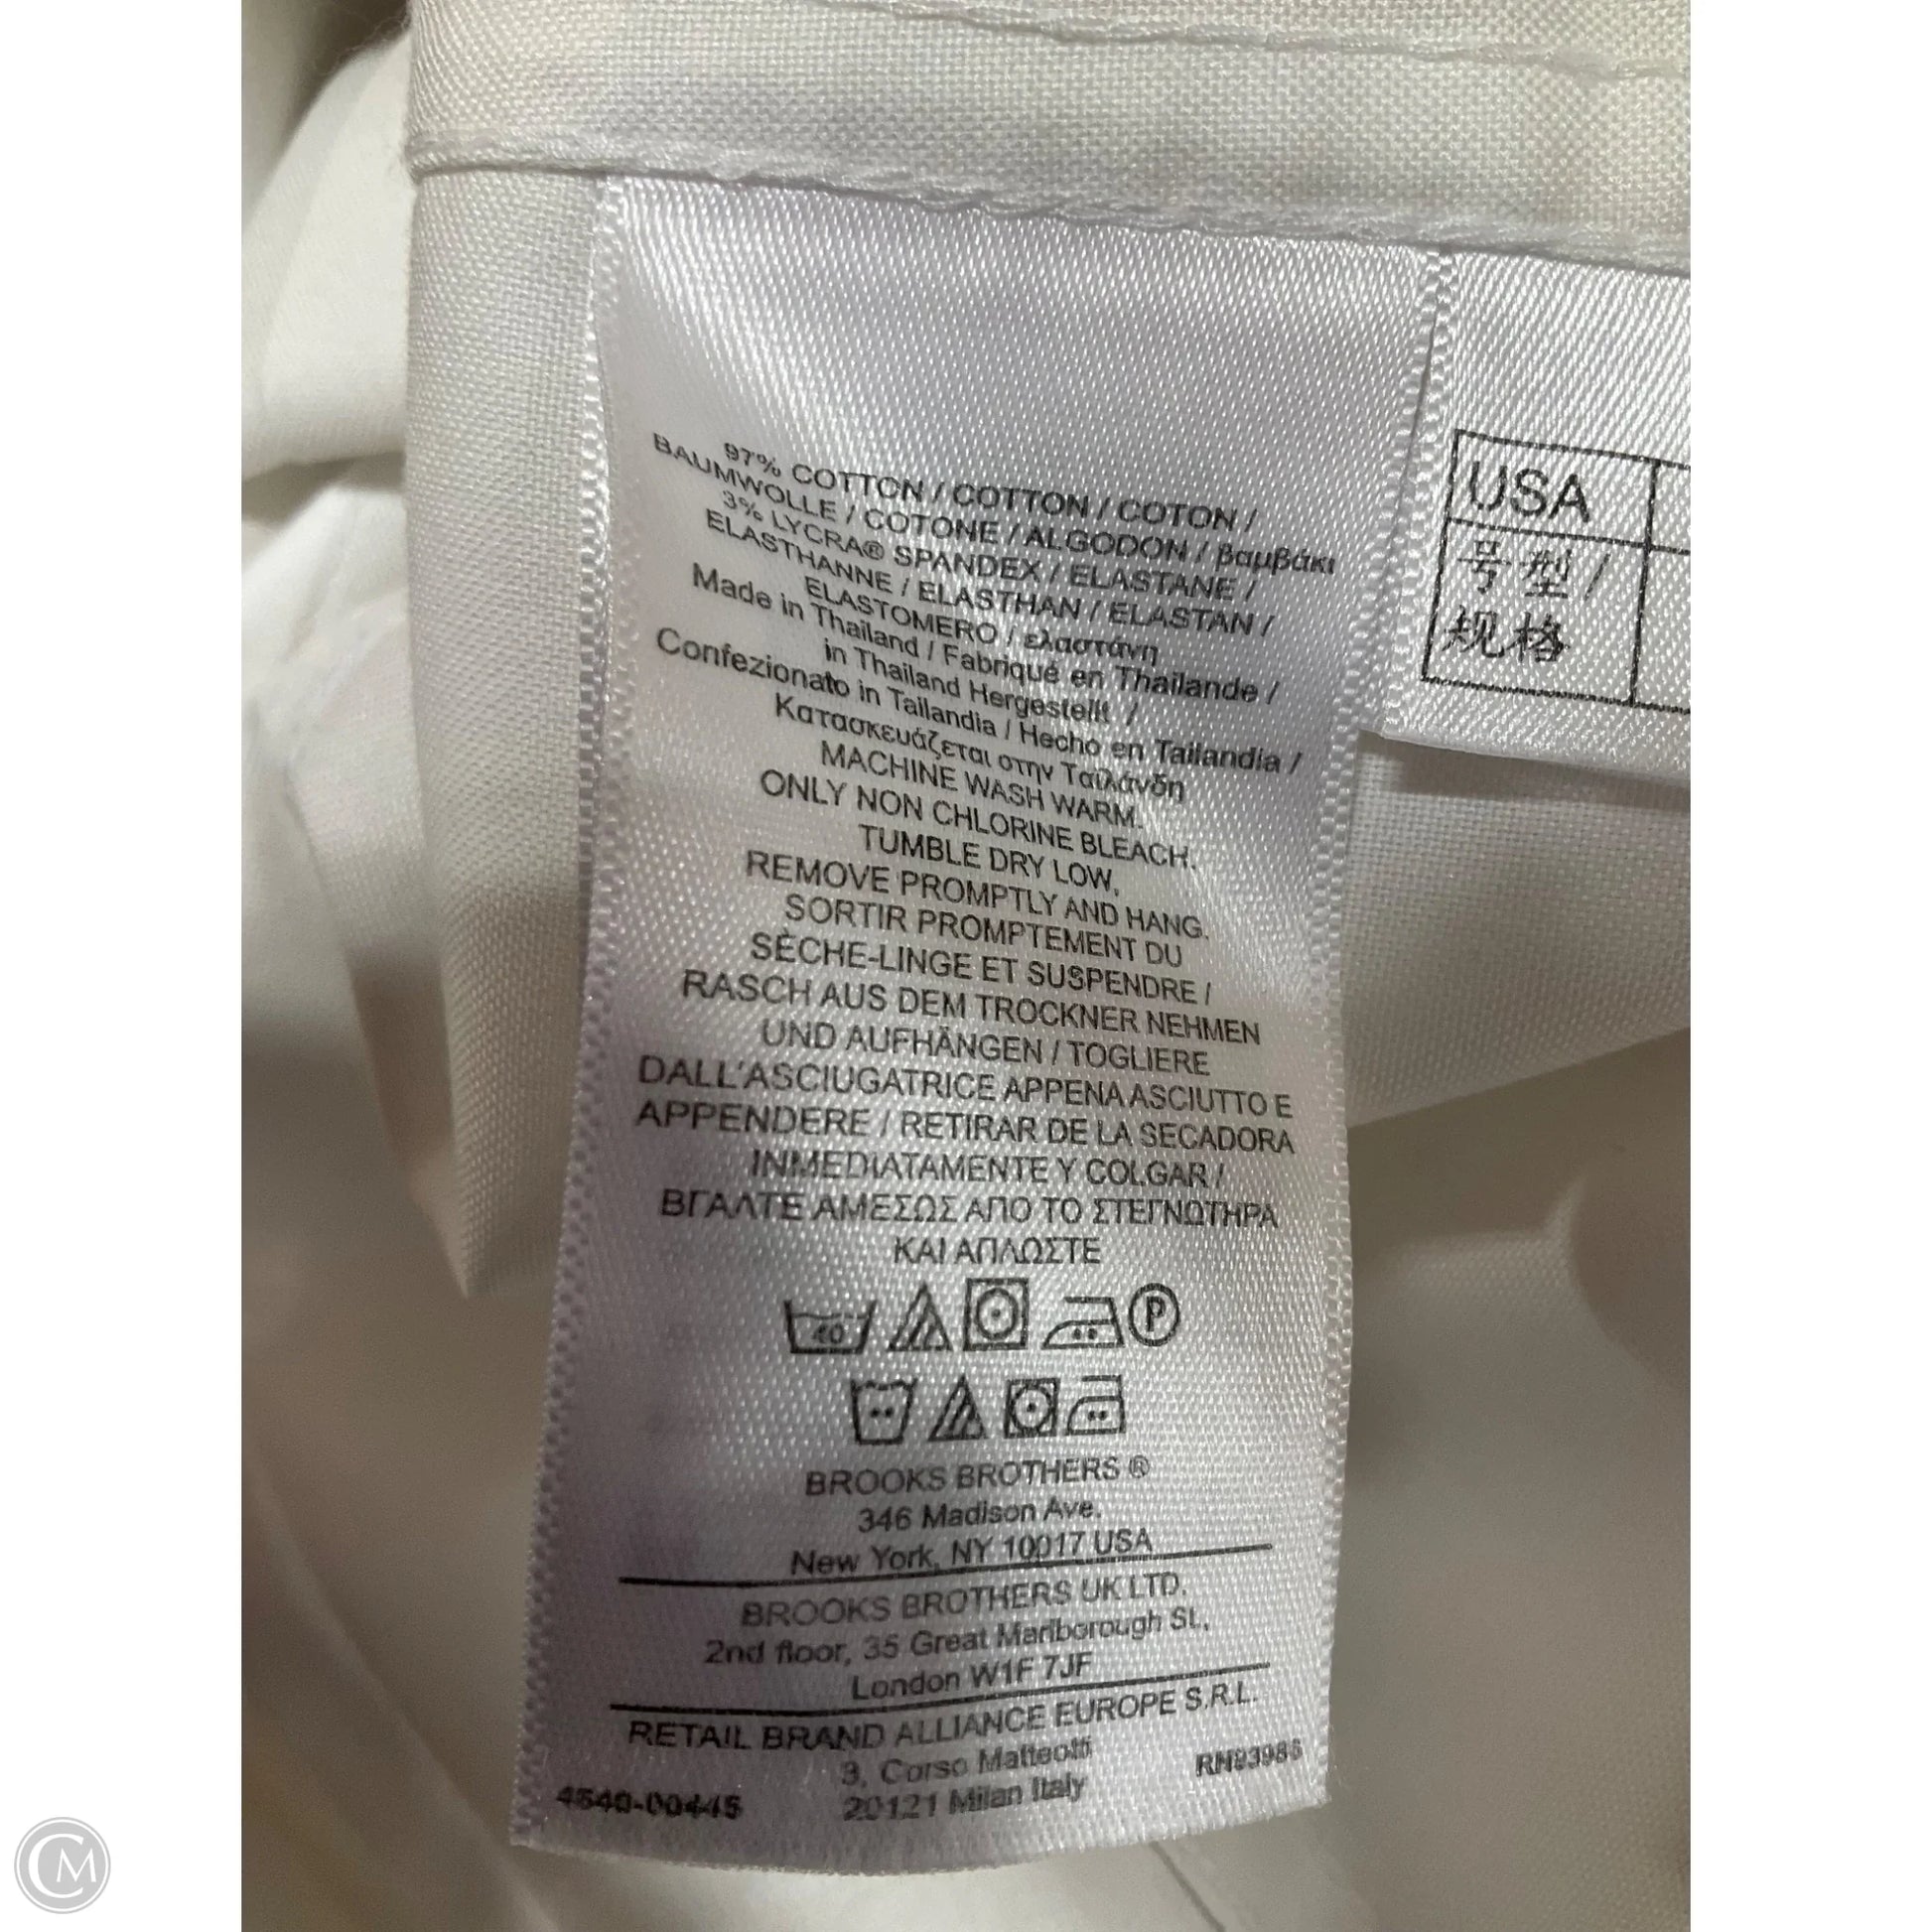 97% COTTON / COTTON / COTON /
BAUMWOLLE / COTONE / ALGODON / βαμβάκι
3% LYCRA® SPANDEX / ELASTANE /
ELASTHANNE / ELASTHAN / ELASTAN /
ELASTOMERO / ελαστάνη
Made in Thailand / Fabriqué en Thailande /
in Thailand Hergestellt /
Confezionato in Tailandia / Hecho en Tailandia /
Κατασκευάζεται στην Ταϊλάνδη
MACHINE WASH WARM.
ONLY NON CHLORINE BLEACH.
TUMBLE DRY LOW,
REMOVE PROMPTLY AND HANG.
SORTIR PROMPTEMENT DU
SÈCHE-LINGE ET SUSPENDRE /
RASCH AUS DEM TROCKNER NEHMEN
UND AUFHÄNGEN / TOGLIERE
DALL'ASCIUGATRICE APPENA ASCIUTTO E
APPENDERE / RETIRAR DE LA SECADORA
INMEDIATAMENTE Y COLGAR /
ΒΓΑΛΤΕ ΑΜΕΣΩΣ ΑΠΟ ΤΟ ΣΤΕΓΝΩΤΗΡΑ
ΚΑΙ ΑΠΛΩΣΤΕ
40 P
BROOKS BROTHERS ®
346 Madison Ave.
New York, NY 10017 USA
BROOKS BROTHERS UK LTD.
2nd floor, 35 Great Marlborough St.,
London W1F 7JF
RETAIL BRAND ALLIANCE EUROPE S.R.L.
3, Corso Matteotti
20121 Milan Italy
4540-00445
RN93986
USA
号型 /
规格
CM